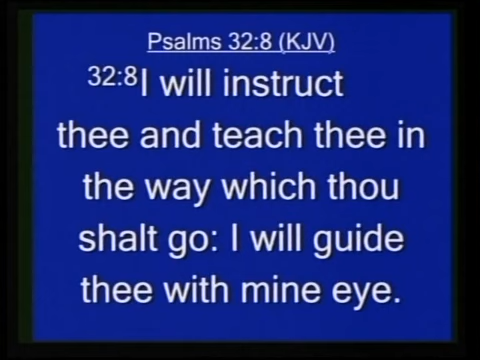 Psalms 32:8 (KJV)
32:8I will instruct
thee and teach thee in
the way which thou
shalt go: I will guide
thee with mine eye.